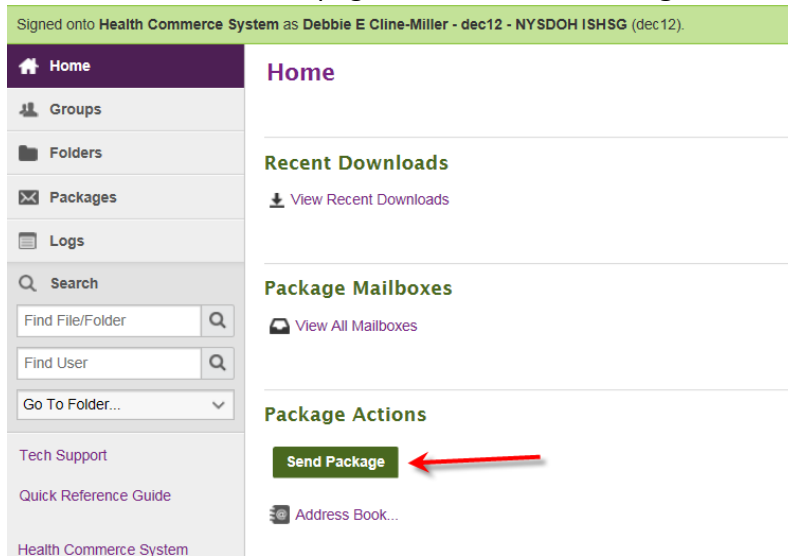 Signed onto Health Commerce System as Debbie E Cline-Miller - dec12 - NYSDOH ISHSG (dec12).
Home
Groups
Folders
Packages
Logs
Search
Find File/Folder
Find User
Go To Folder...
Tech Support
Quick Reference Guide
Health Commerce System
Home
Recent Downloads
View Recent Downloads
Package Mailboxes
View All Mailboxes
Package Actions
Send Package
Address Book...